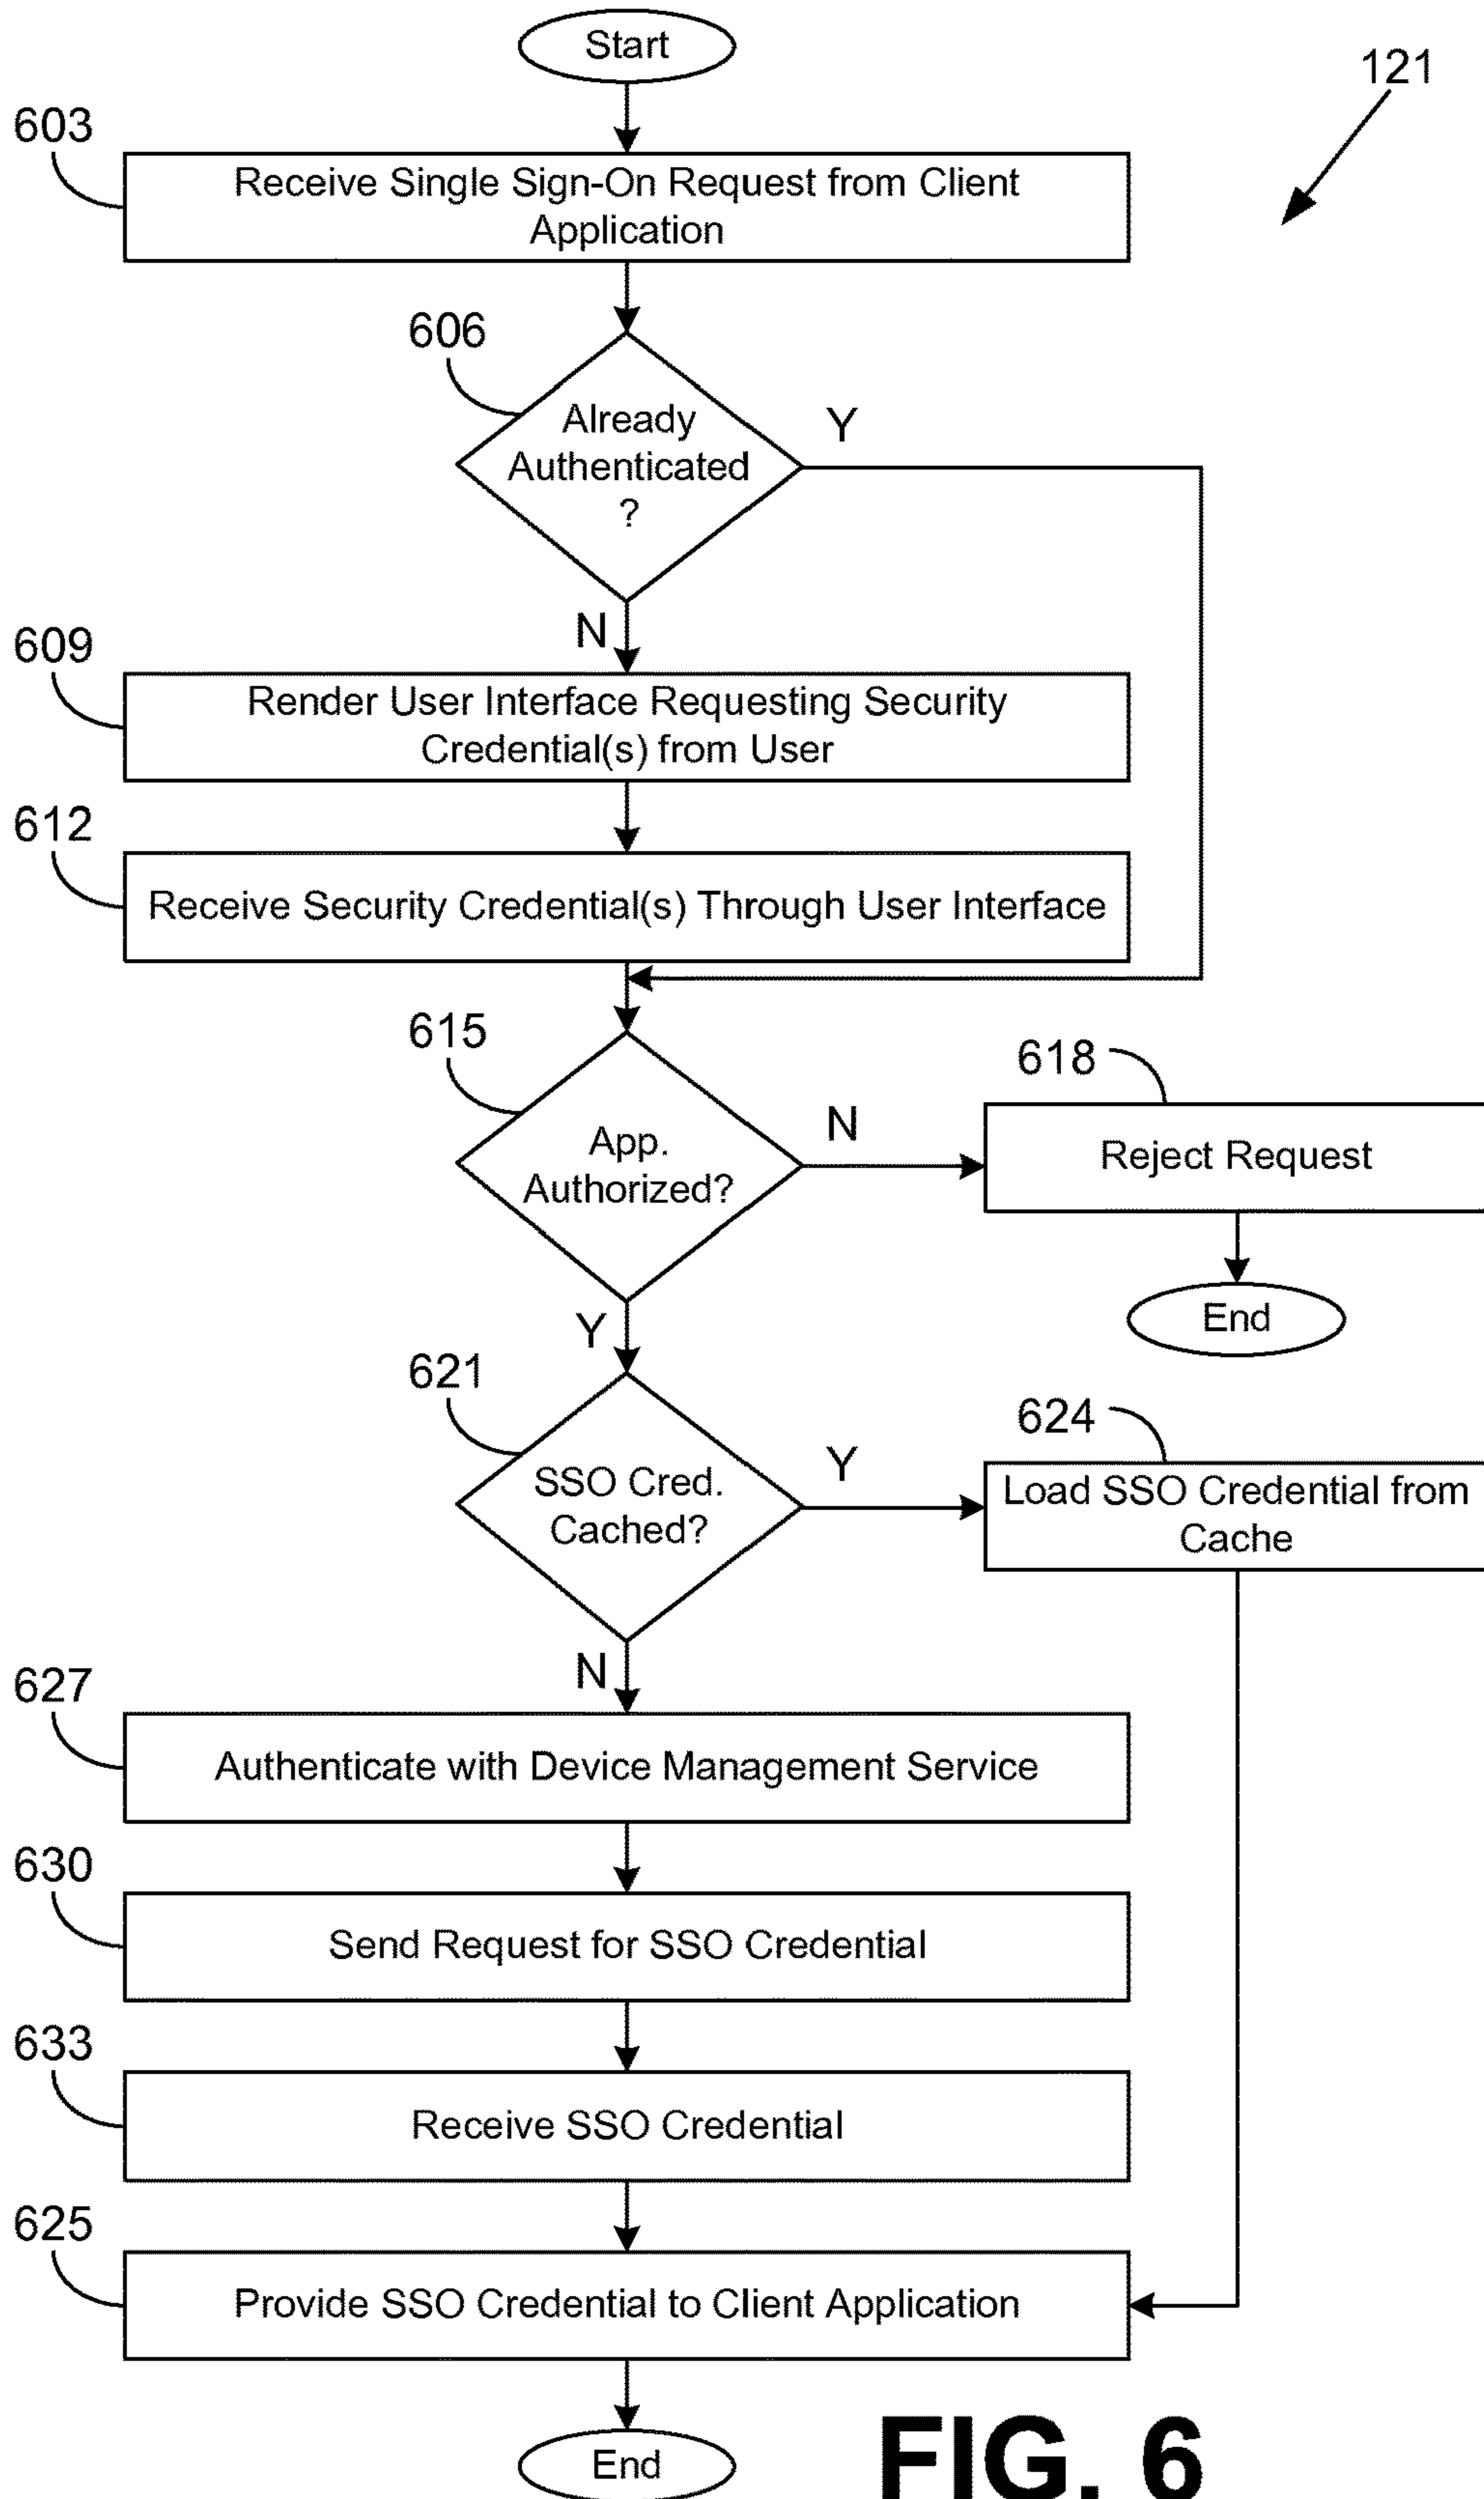 Start
121
603
Receive Single Sign-On Request from Client
Application
606
Already
Authenticated
?
Y
N
609
Render User Interface Requesting Security
Credential(s) from User
612
Receive Security Credential(s) Through User Interface
615
App.
Authorized?
N
618
Reject Request
End
Y
621
SSO Cred.
Cached?
Y
624
Load SSO Credential from
Cache
N
627
Authenticate with Device Management Service
630
Send Request for SSO Credential
633
Receive SSO Credential
625
Provide SSO Credential to Client Application
End
FIG. 6